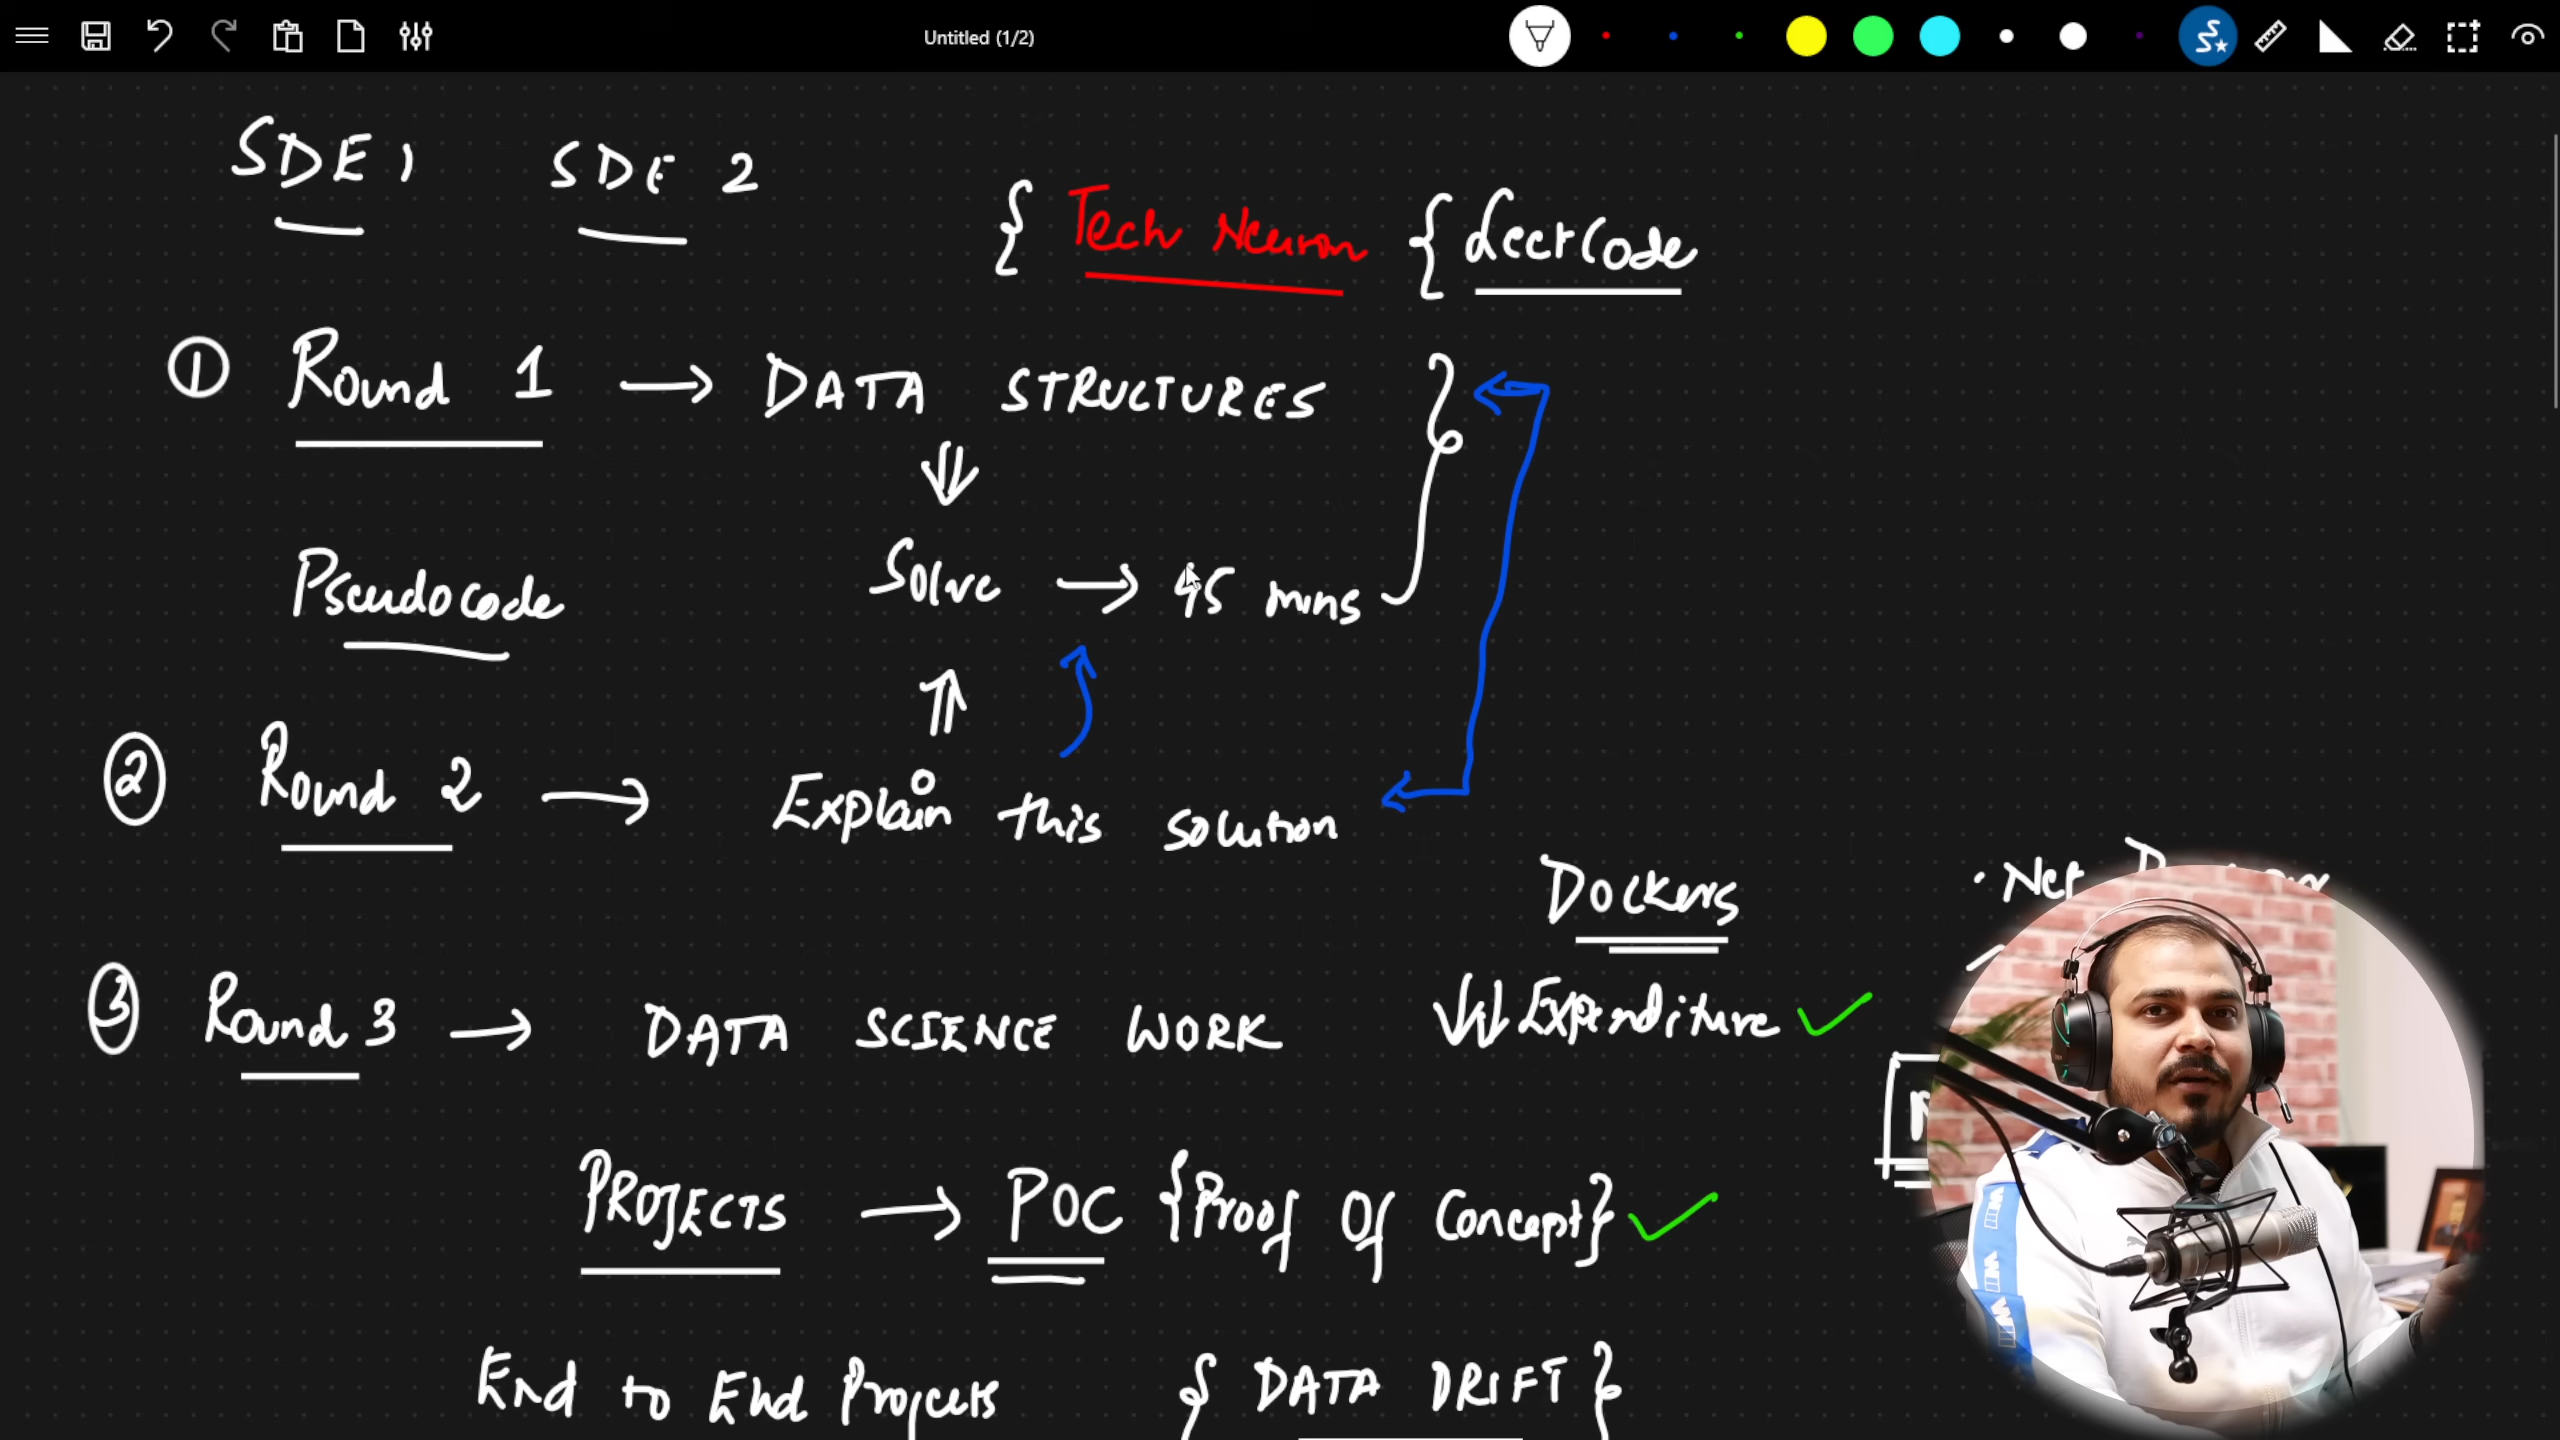 Untitled (1/2)
SDE 1 SDE 2
{ Tech Neuron { LeetCode
① Round 1 → DATA STRUCTURES }
Pseudocode Solve → 45 mins
② Round 2 → Explain this solution
Dockers
· Net
③ Round 3 → DATA SCIENCE WORK
Expenditure ✓
PROJECTS → POC {Proof Of Concept} ✓
End to End Projects { DATA DRIFT }